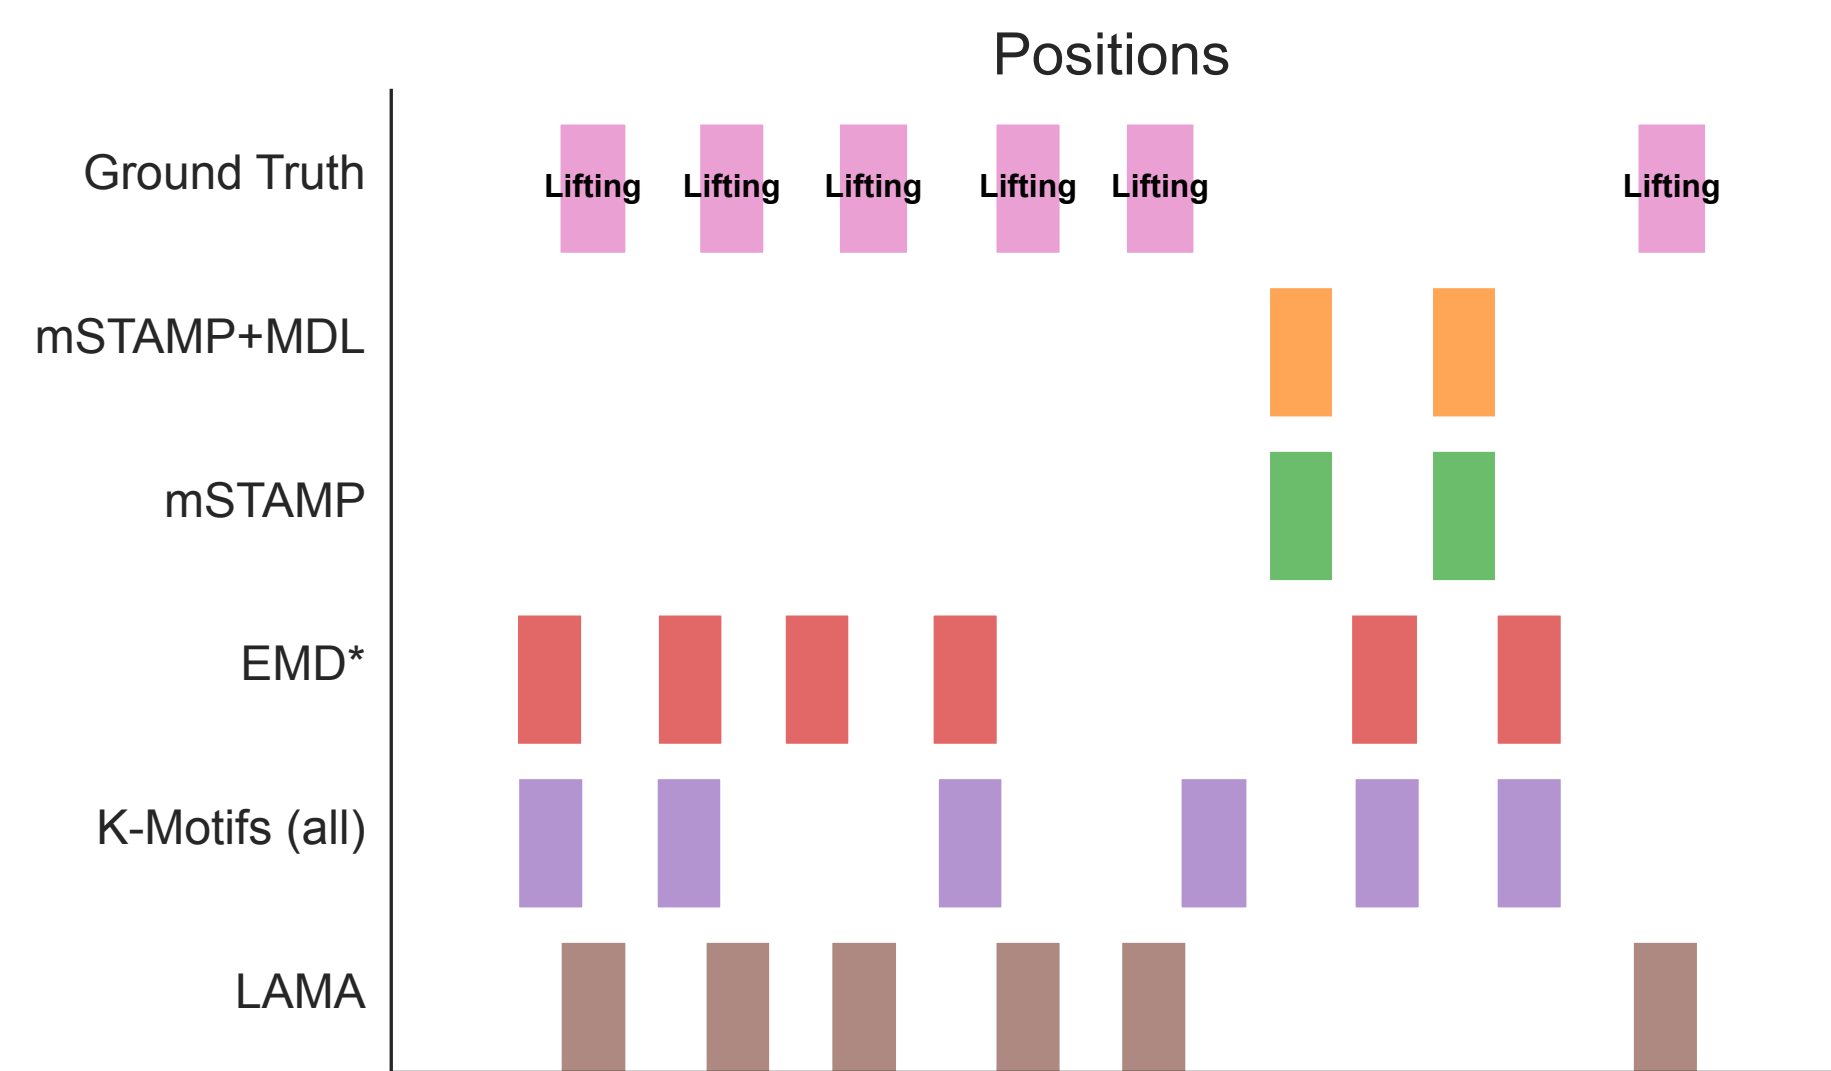 Positions
Ground Truth
Lifting Lifting Lifting Lifting Lifting Lifting
mSTAMP+MDL
mSTAMP
EMD*
K-Motifs (all)
LAMA